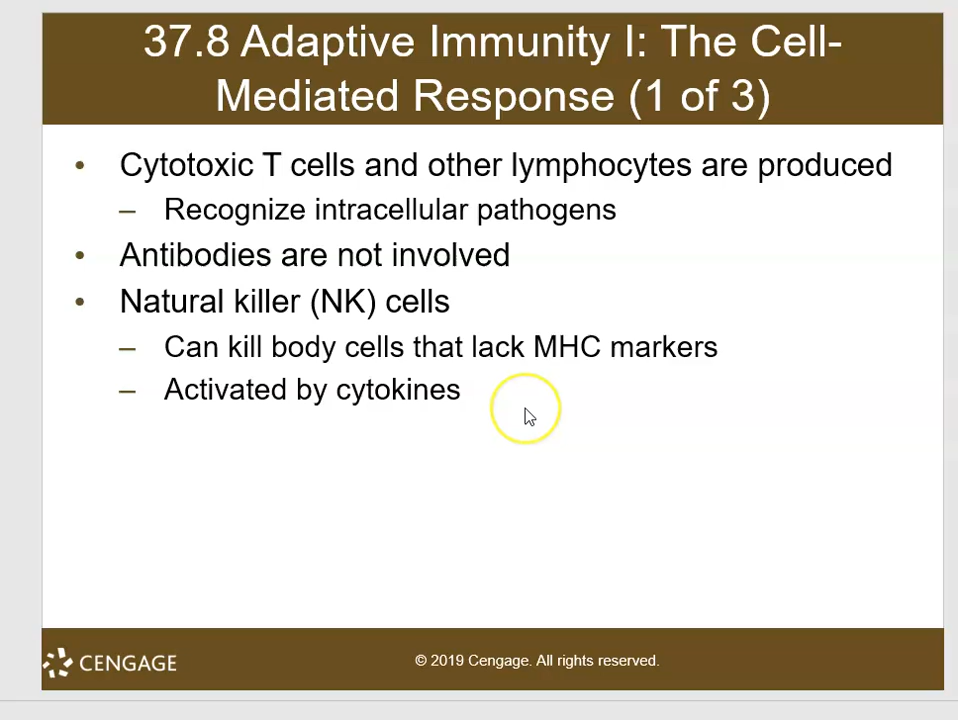 37.8 Adaptive Immunity I: The Cell-
Mediated Response (1 of 3)
• Cytotoxic T cells and other lymphocytes are produced
– Recognize intracellular pathogens
• Antibodies are not involved
• Natural killer (NK) cells
– Can kill body cells that lack MHC markers
– Activated by cytokines
CENGAGE
© 2019 Cengage. All rights reserved.